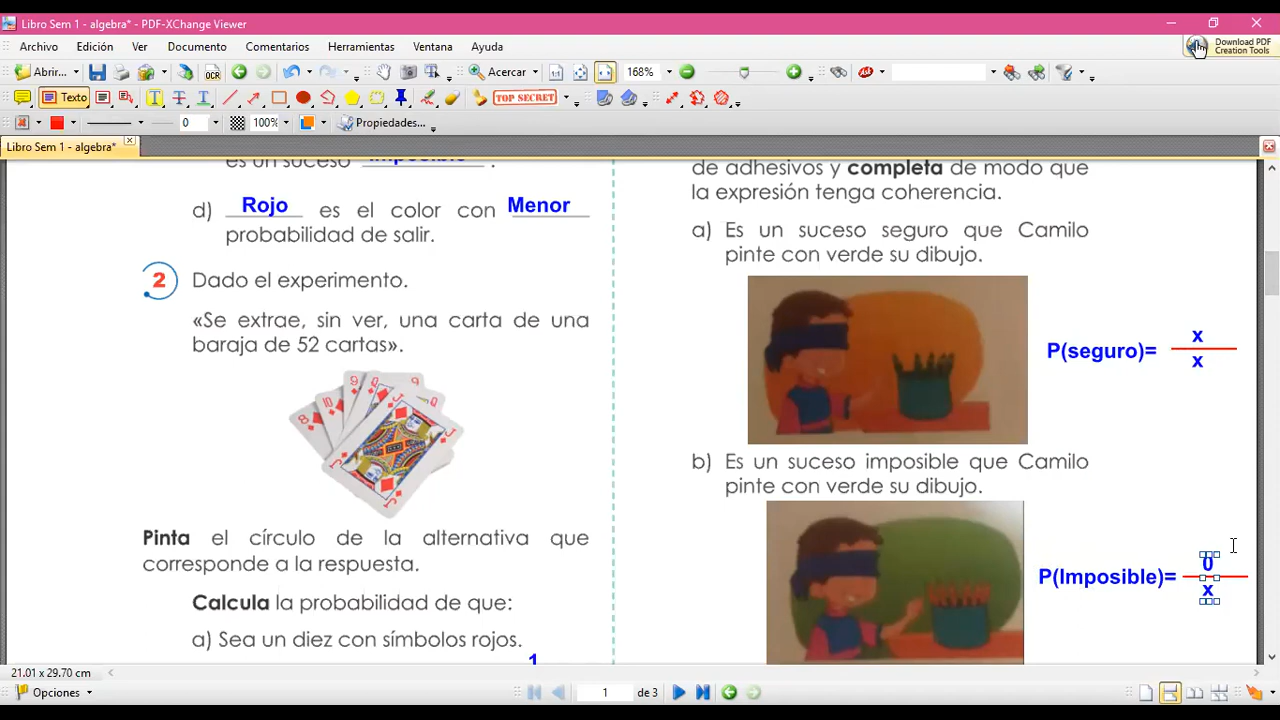 Libro Sem 1 - algebra* - PDF-XChange Viewer
Archivo Edición Ver Documento Comentarios Herramientas Ventana Ayuda
Download PDF
Creation Tools
Abrir... OCR Acercar 168%
Texto TOP SECRET
0 100% Propiedades...
Libro Sem 1 - algebra*
es un suceso Imposible .
d) Rojo es el color con Menor
probabilidad de salir.
2 Dado el experimento.
«Se extrae, sin ver, una carta de una
baraja de 52 cartas».
Pinta el círculo de la alternativa que
corresponde a la respuesta.
Calcula la probabilidad de que:
a) Sea un diez con símbolos rojos.
1
de adhesivos y completa de modo que
la expresión tenga coherencia.
a) Es un suceso seguro que Camilo
pinte con verde su dibujo.
P(seguro)= x
x
b) Es un suceso imposible que Camilo
pinte con verde su dibujo.
P(Imposible)= 0
x
21.01 x 29.70 cm
Opciones 1 de 3